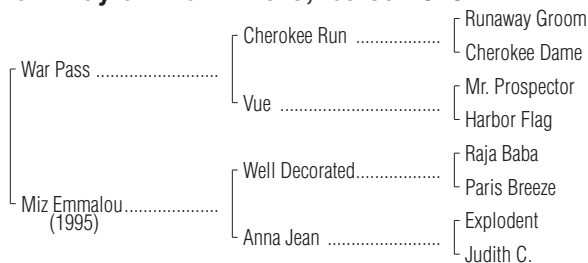 Runaway Groom
Cherokee Run
Cherokee Dame
War Pass
Mr. Prospector
Vue
Harbor Flag
Raja Baba
Well Decorated
Paris Breeze
Miz Emmalou
(1995)
Explodent
Anna Jean
Judith C.